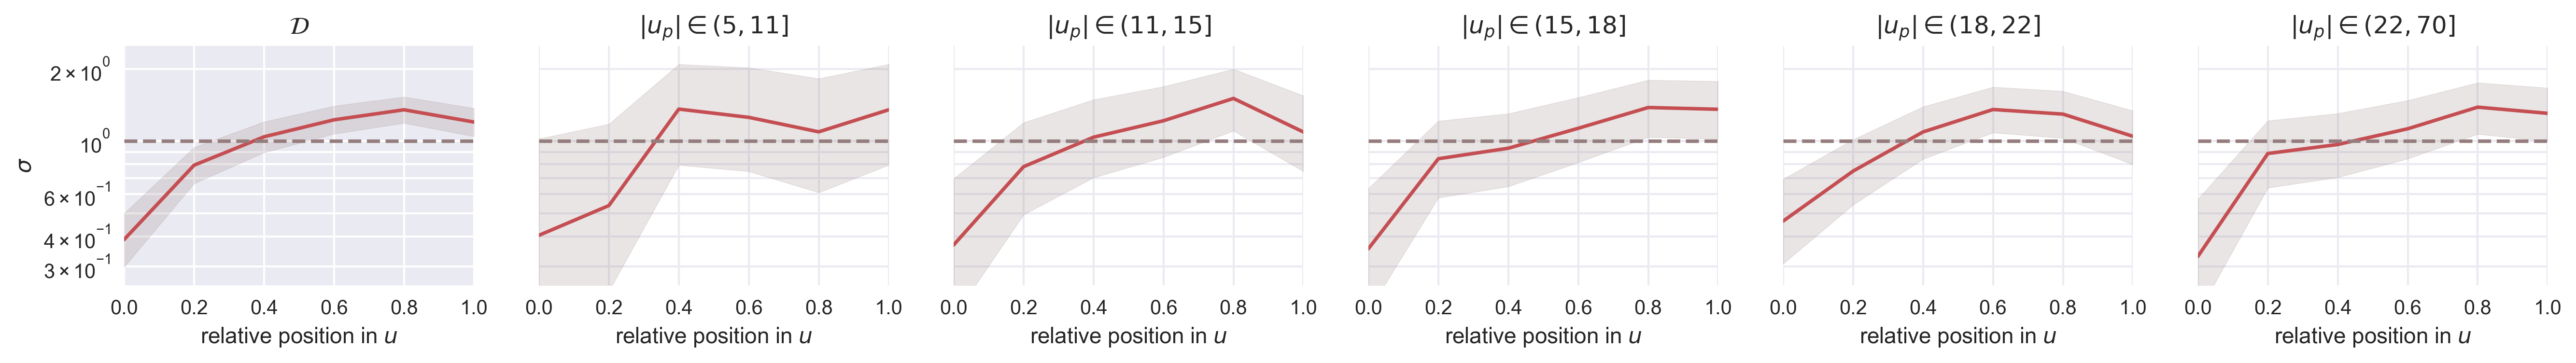 𝒟
|u_p| ∈ (5, 11]
|u_p| ∈ (11, 15]
|u_p| ∈ (15, 18]
|u_p| ∈ (18, 22]
|u_p| ∈ (22, 70]
σ
2 × 10⁰
10⁰
6 × 10⁻¹
4 × 10⁻¹
3 × 10⁻¹
0.0 0.2 0.4 0.6 0.8 1.0
relative position in u
0.0 0.2 0.4 0.6 0.8 1.0
relative position in u
0.0 0.2 0.4 0.6 0.8 1.0
relative position in u
0.0 0.2 0.4 0.6 0.8 1.0
relative position in u
0.0 0.2 0.4 0.6 0.8 1.0
relative position in u
0.0 0.2 0.4 0.6 0.8 1.0
relative position in u